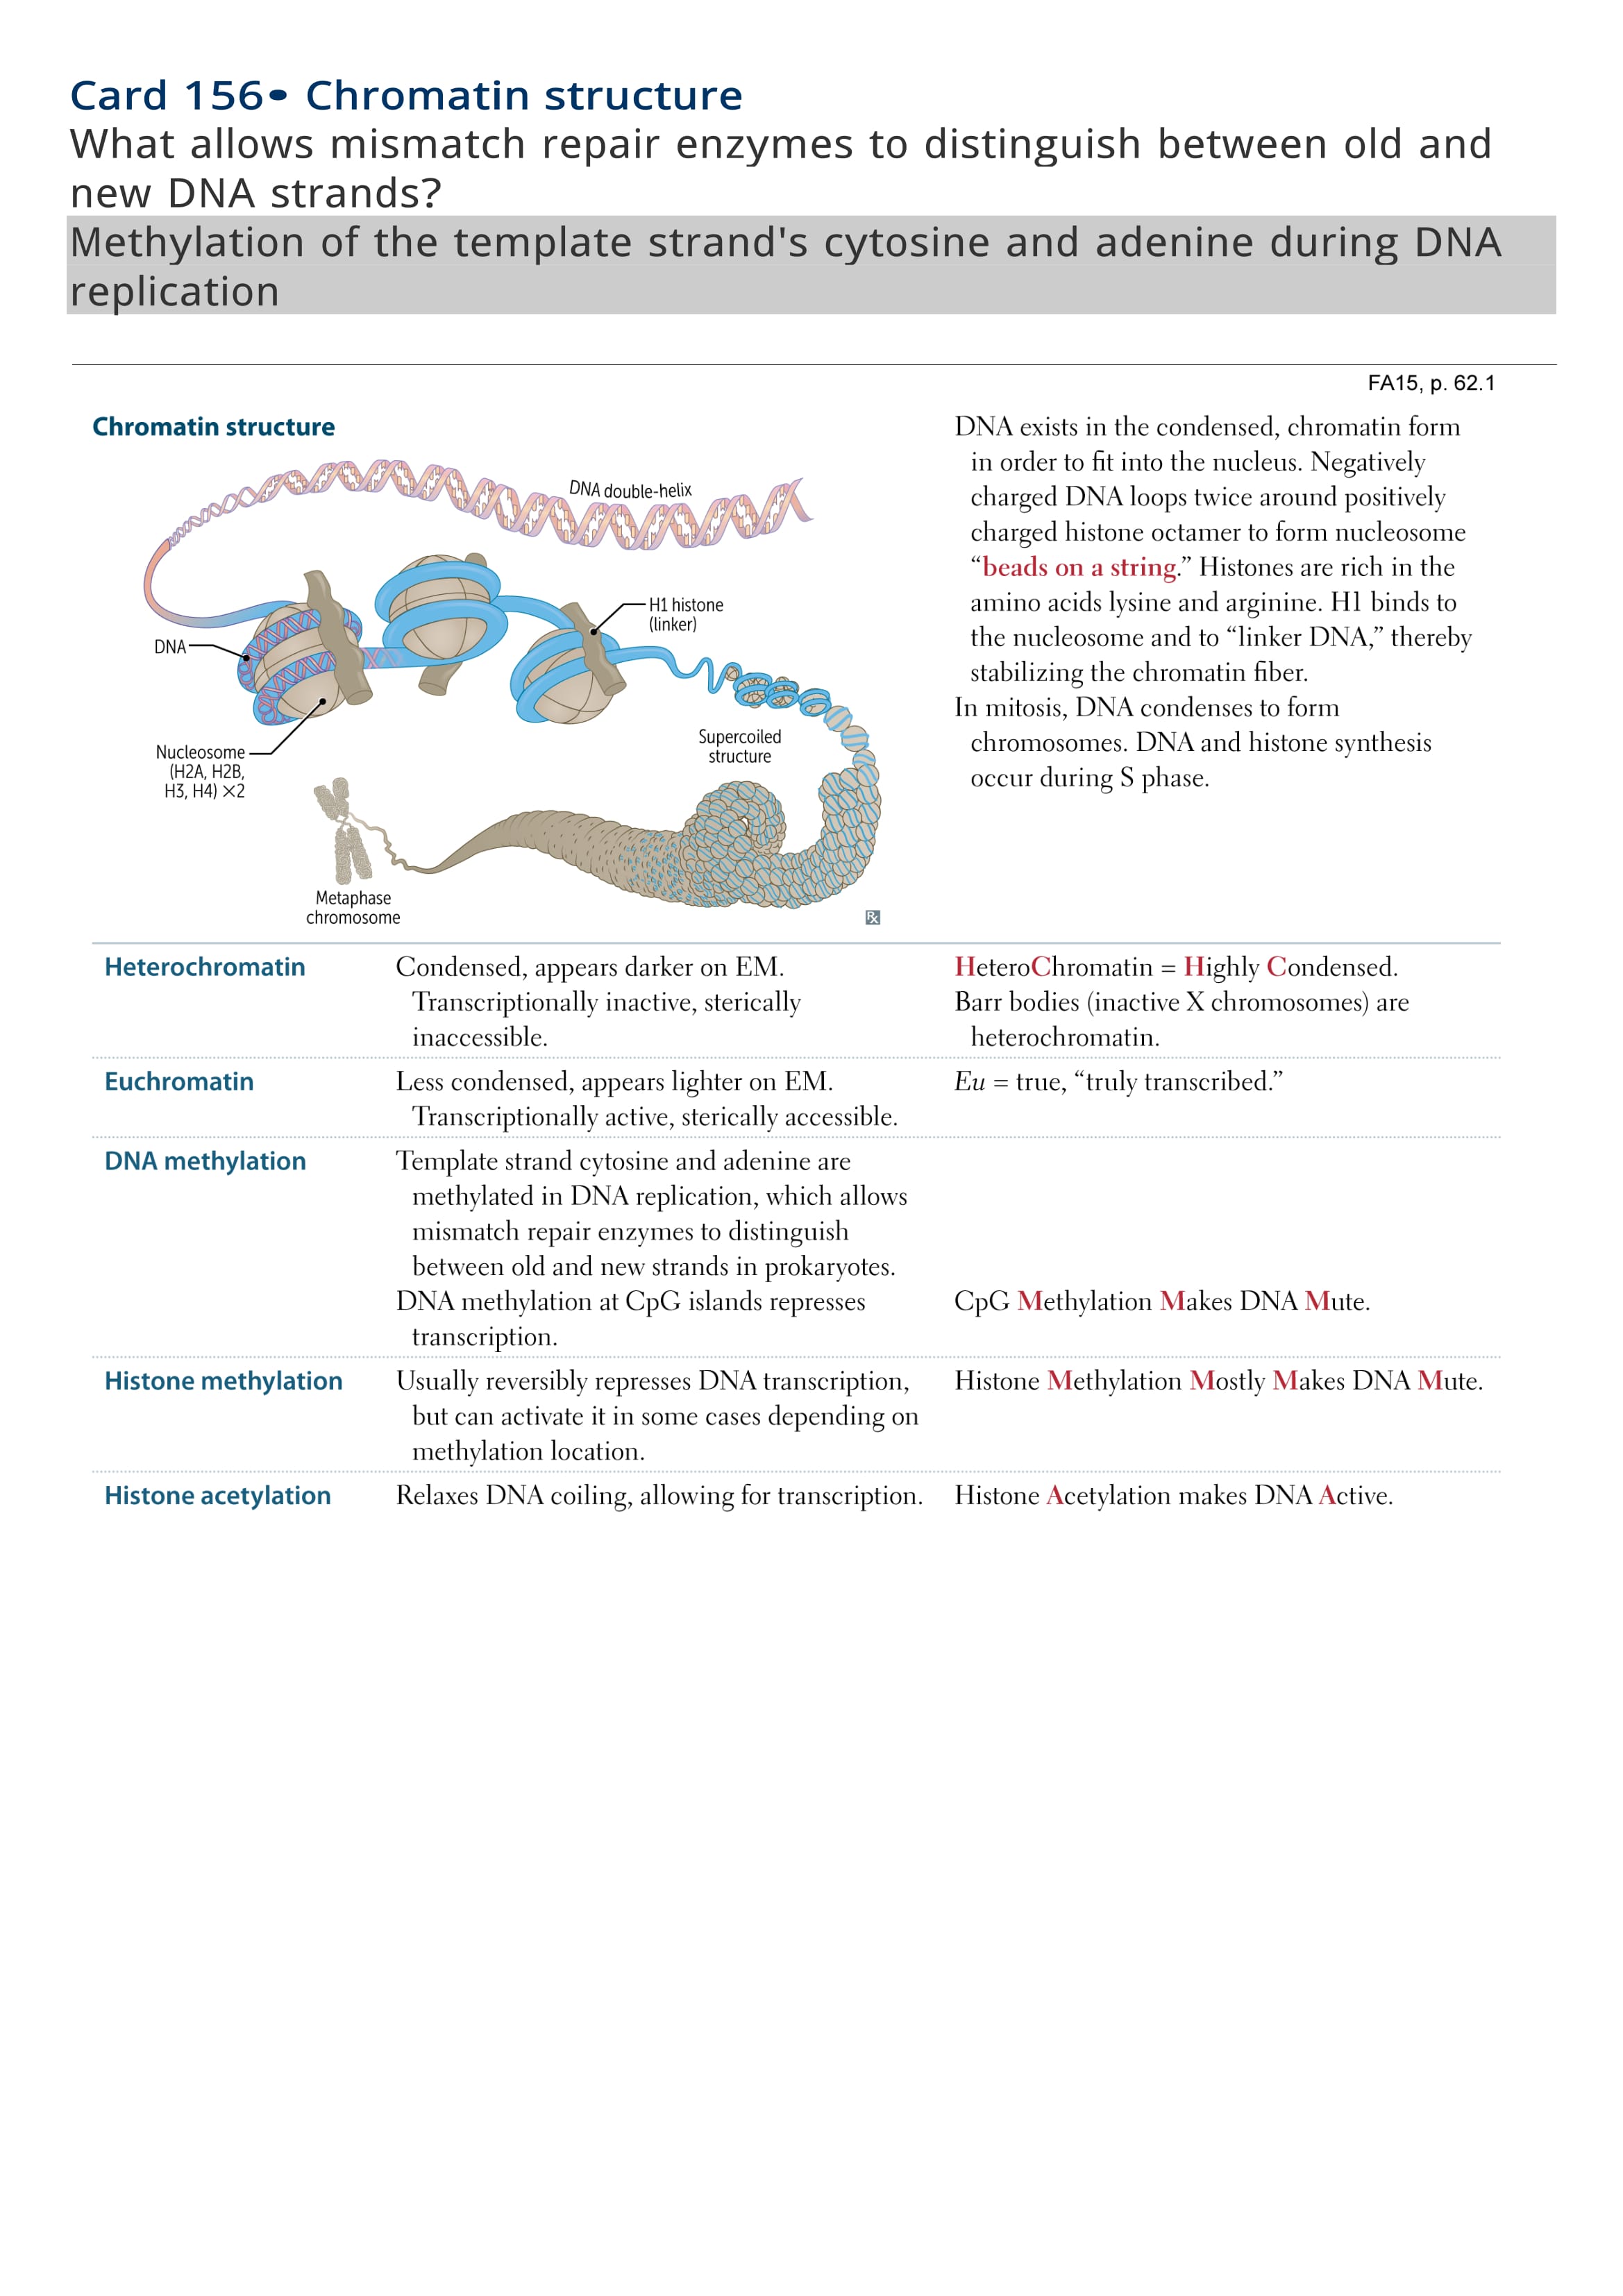 Card 156• Chromatin structure
What allows mismatch repair enzymes to distinguish between old and
new DNA strands?
Methylation of the template strand's cytosine and adenine during DNA
replication
FA15, p. 62.1
Chromatin structure
DNA double-helix
H1 histone
(linker)
DNA
Nucleosome
(H2A, H2B,
H3, H4) ×2
Supercoiled
structure
Metaphase
chromosome
Rx
DNA exists in the condensed, chromatin form
in order to fit into the nucleus. Negatively
charged DNA loops twice around positively
charged histone octamer to form nucleosome
“beads on a string.” Histones are rich in the
amino acids lysine and arginine. H1 binds to
the nucleosome and to “linker DNA,” thereby
stabilizing the chromatin fiber.
In mitosis, DNA condenses to form
chromosomes. DNA and histone synthesis
occur during S phase.
Heterochromatin
Condensed, appears darker on EM.
Transcriptionally inactive, sterically
inaccessible.
HeteroChromatin = Highly Condensed.
Barr bodies (inactive X chromosomes) are
heterochromatin.
Euchromatin
Less condensed, appears lighter on EM.
Transcriptionally active, sterically accessible.
Eu = true, “truly transcribed.”
DNA methylation
Template strand cytosine and adenine are
methylated in DNA replication, which allows
mismatch repair enzymes to distinguish
between old and new strands in prokaryotes.
DNA methylation at CpG islands represses
transcription.
CpG Methylation Makes DNA Mute.
Histone methylation
Usually reversibly represses DNA transcription,
but can activate it in some cases depending on
methylation location.
Histone Methylation Mostly Makes DNA Mute.
Histone acetylation
Relaxes DNA coiling, allowing for transcription.
Histone Acetylation makes DNA Active.